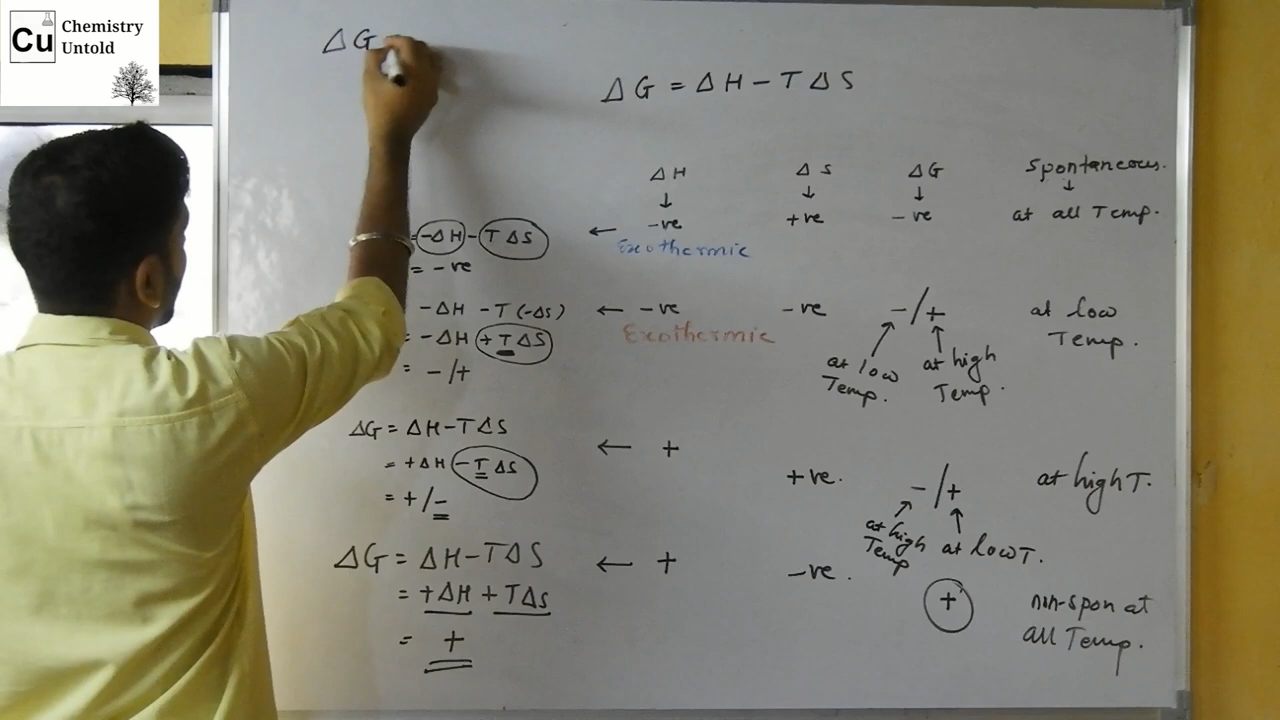 Cu Chemistry
Untold
ΔG
ΔG = ΔH - TΔS
ΔH ΔS ΔG spontaneous.
↓ ↓ ↓ ↓
= -ΔH - TΔS ← -ve +ve -ve at all Temp.
Exothermic
= -ve
-ΔH - T(-ΔS) ← -ve -ve -/+ at low
Temp.
= -ΔH + TΔS Exothermic
= -/+ at low at high
Temp. Temp.
ΔG = ΔH - TΔS ← +
= +ΔH - TΔS +ve. -/+ at high T.
= +/- at high at low T.
Temp
ΔG = ΔH - TΔS ← + -ve.
= +ΔH + TΔS + non-spon at
all Temp.
= +